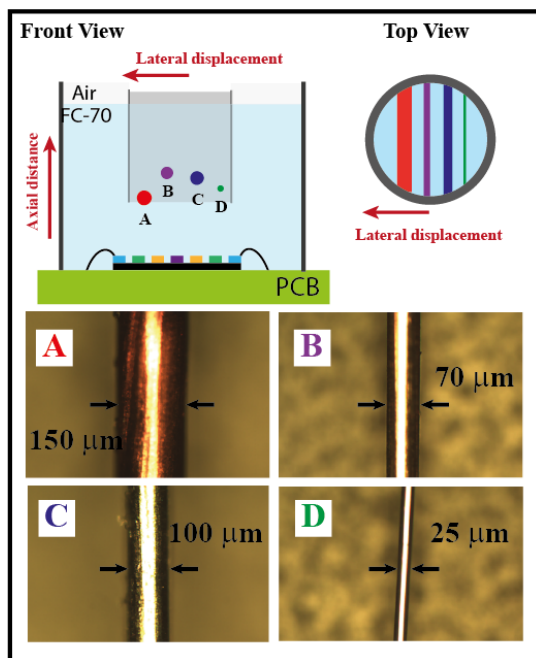 Front View
Top View
Lateral displacement
Air
FC-70
Axial distance
B
C
D
A
Lateral displacement
PCB
A
150 μm
B
70 μm
C
100 μm
D
25 μm